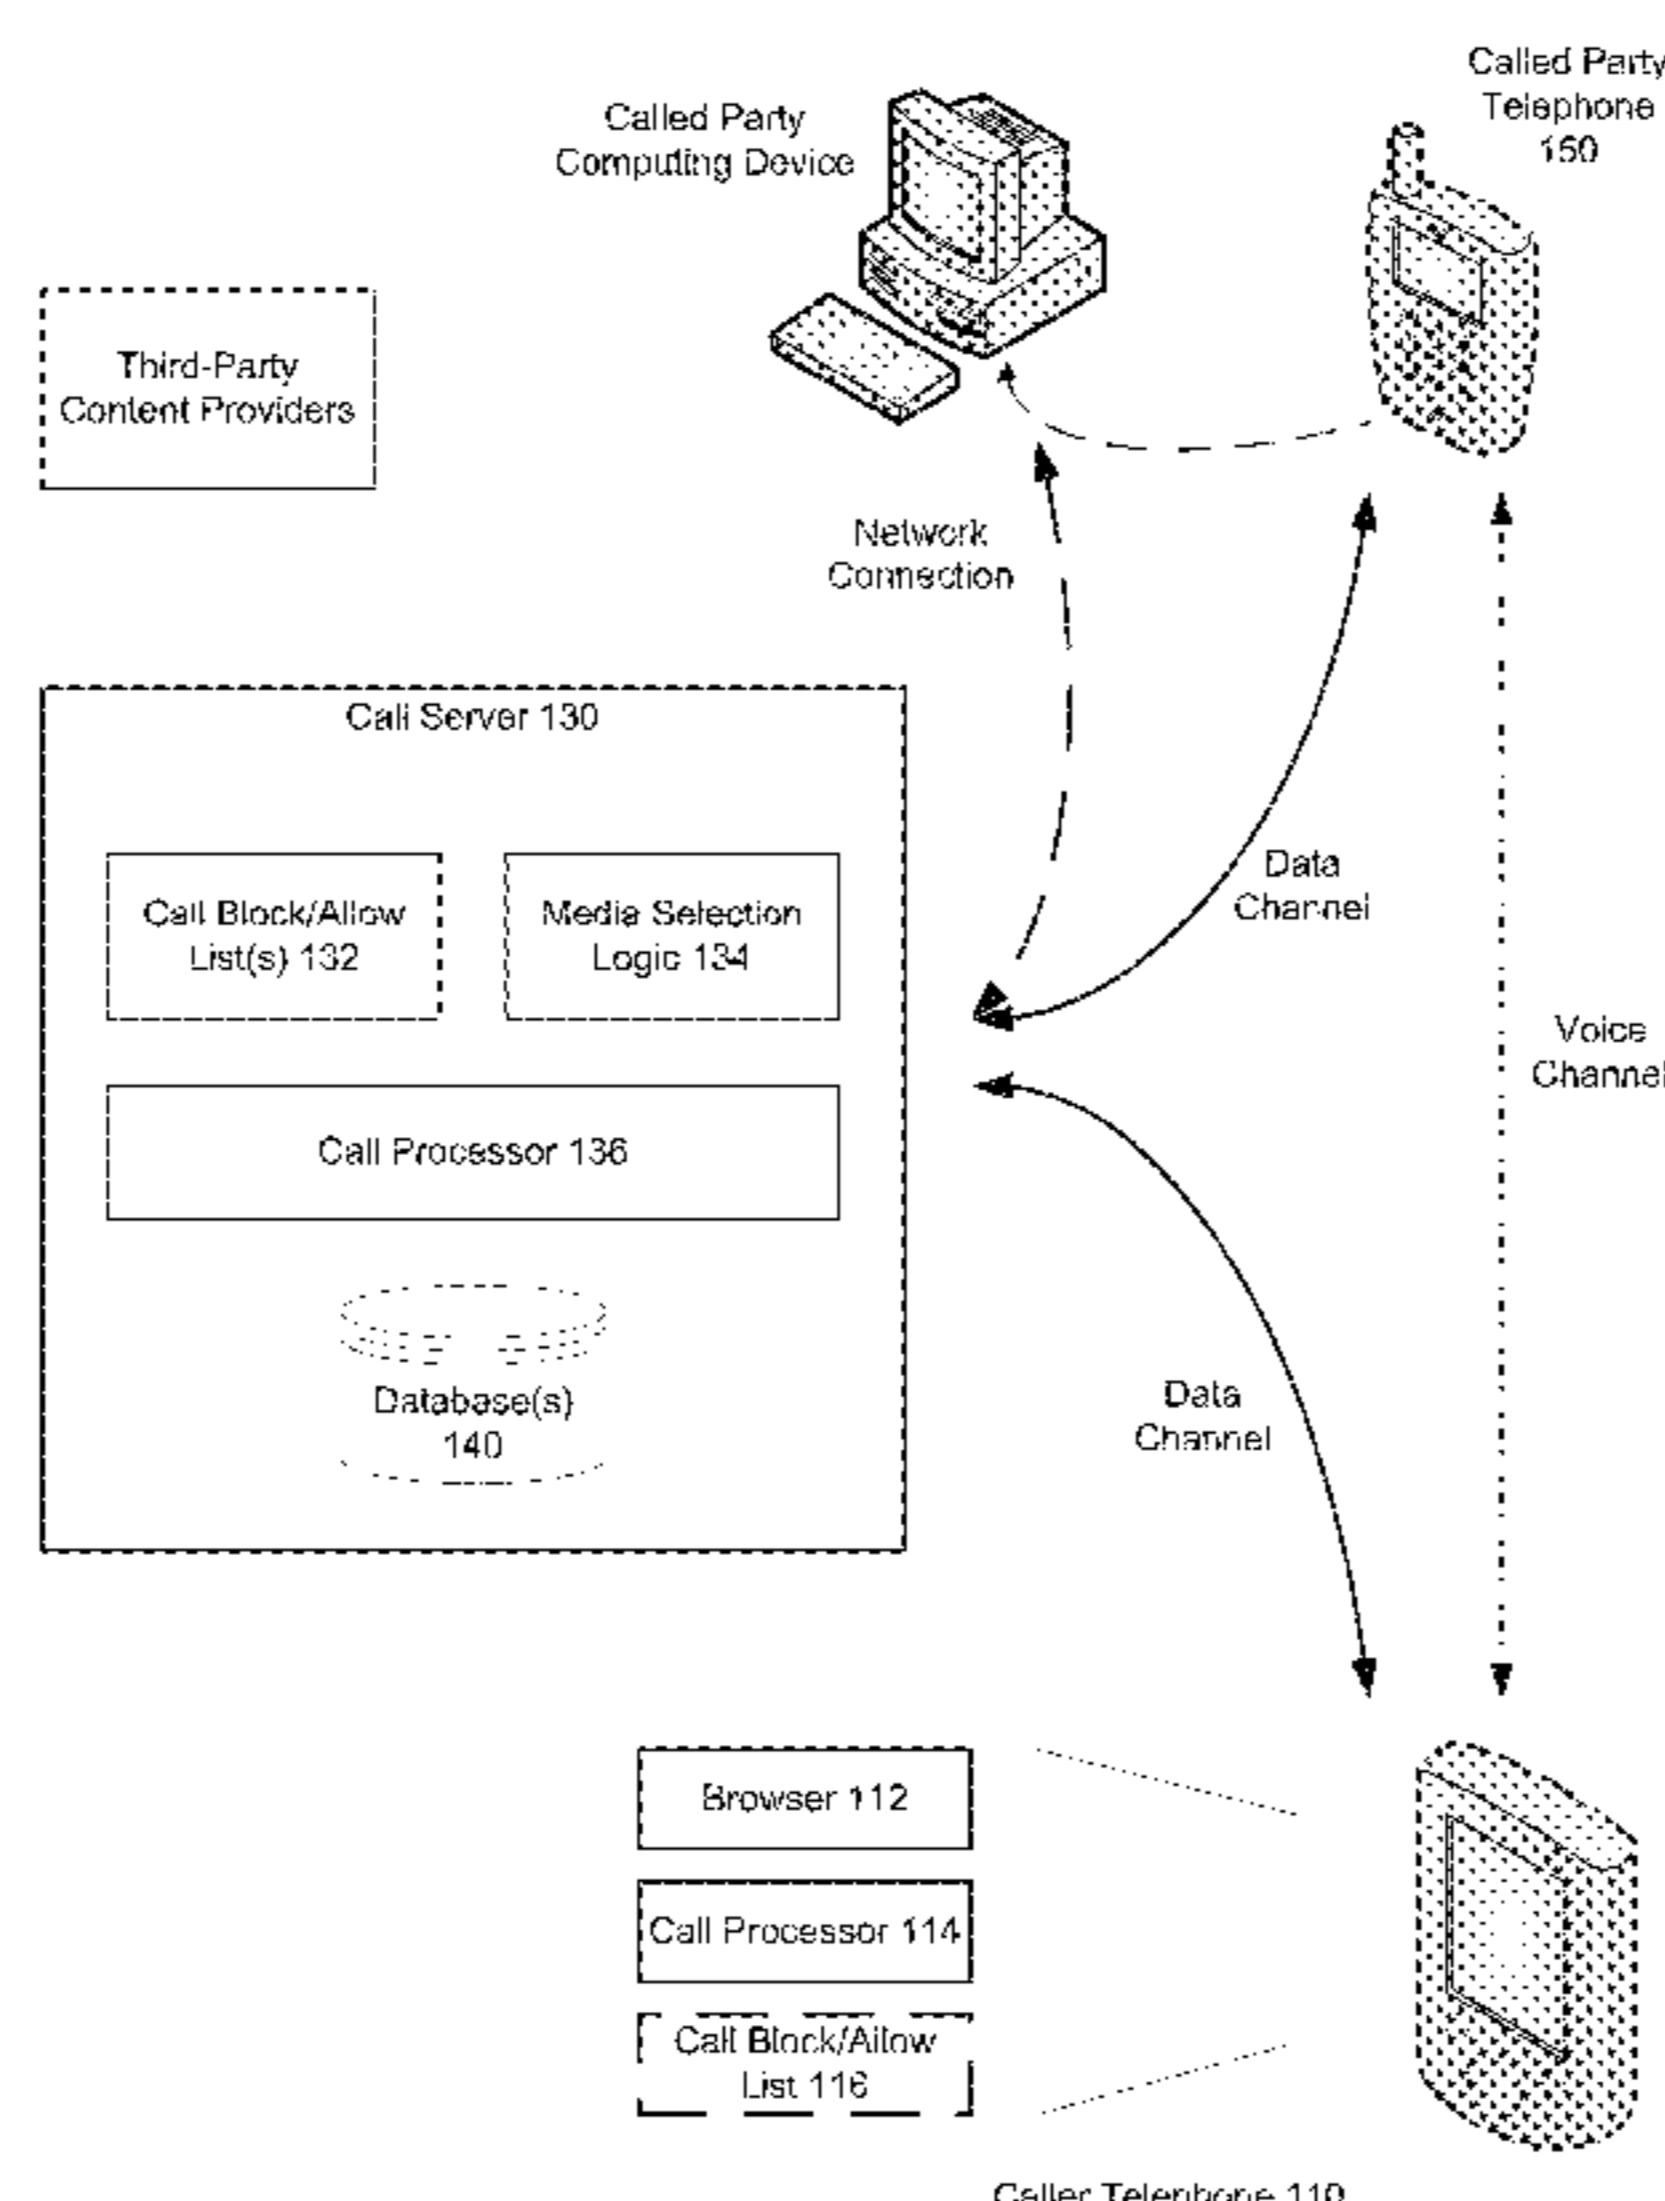 Called Party
Telephone
150
Called Party
Computing Device
Third-Party
Content Providers
Network
Connection
Call Server 130
Call Block/Allow
List(s) 132
Media Selection
Logic 134
Data
Channel
Voice
Channel
Call Processor 136
Database(s)
140
Data
Channel
Browser 112
Call Processor 114
Call Block/Allow
List 116
Caller Telephone 110